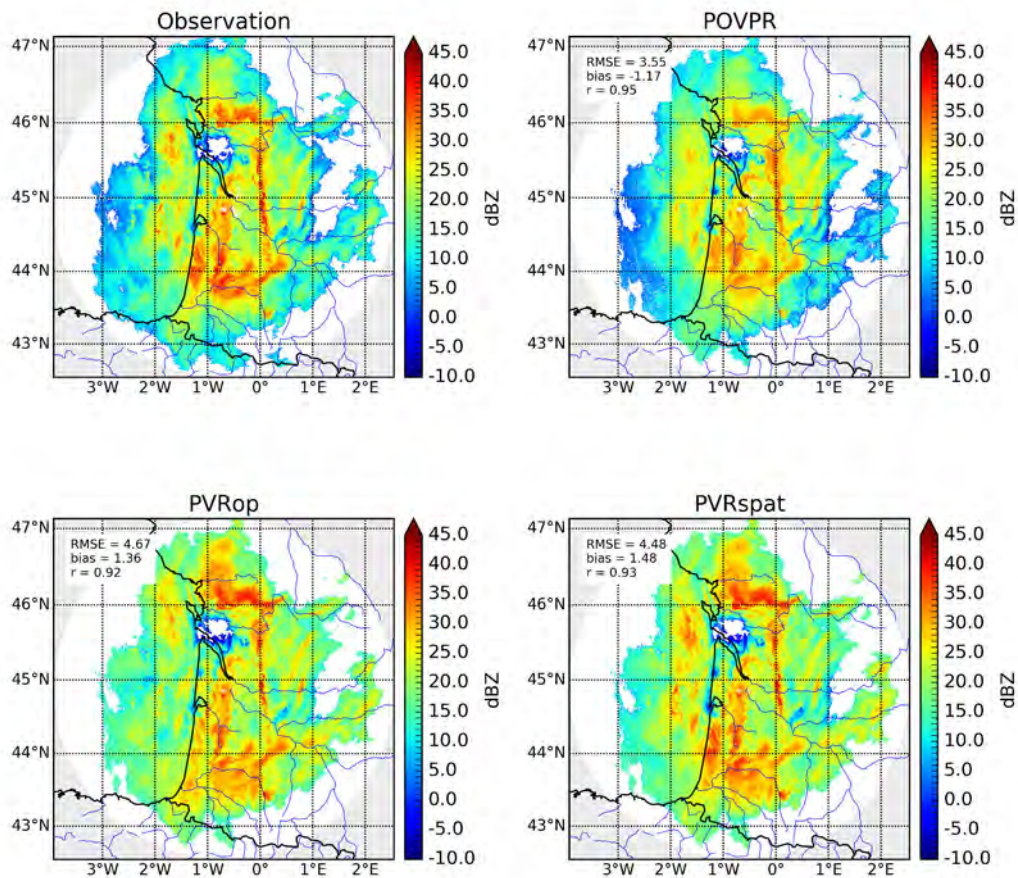 Observation
47°N
46°N
45°N
44°N
43°N
3°W 2°W 1°W 0° 1°E 2°E
45.0
40.0
35.0
30.0
25.0
20.0
15.0
10.0
5.0
0.0
-5.0
-10.0
dBZ
POVPR
RMSE = 3.55
bias = -1.17
r = 0.95
47°N
46°N
45°N
44°N
43°N
3°W 2°W 1°W 0° 1°E 2°E
45.0
40.0
35.0
30.0
25.0
20.0
15.0
10.0
5.0
0.0
-5.0
-10.0
dBZ
PVRop
RMSE = 4.67
bias = 1.36
r = 0.92
47°N
46°N
45°N
44°N
43°N
3°W 2°W 1°W 0° 1°E 2°E
45.0
40.0
35.0
30.0
25.0
20.0
15.0
10.0
5.0
0.0
-5.0
-10.0
dBZ
PVRspat
RMSE = 4.48
bias = 1.48
r = 0.93
47°N
46°N
45°N
44°N
43°N
3°W 2°W 1°W 0° 1°E 2°E
45.0
40.0
35.0
30.0
25.0
20.0
15.0
10.0
5.0
0.0
-5.0
-10.0
dBZ